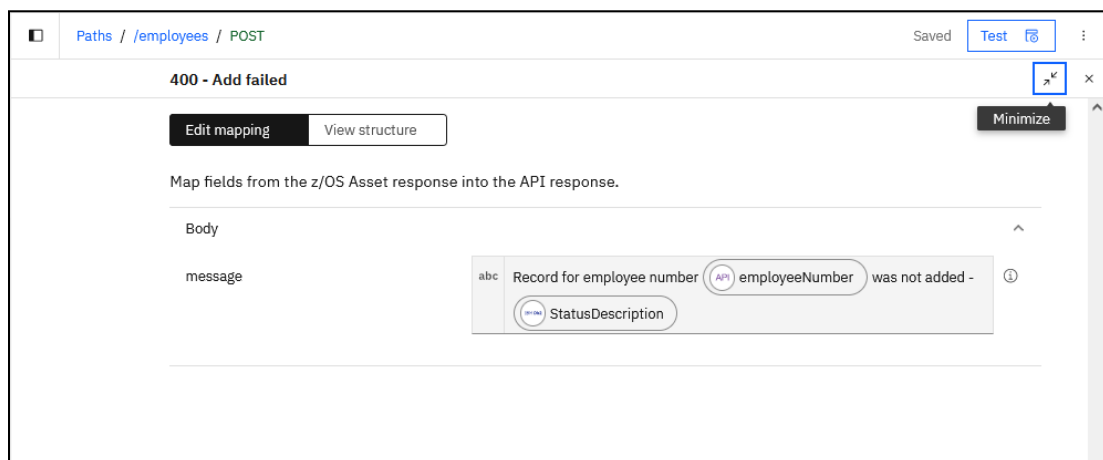 Paths / /employees / POST
Saved
Test
400 - Add failed
Minimize
Edit mapping
View structure
Map fields from the z/OS Asset response into the API response.
Body
message
abc
Record for employee number API employeeNumber was not added -
StatusDescription